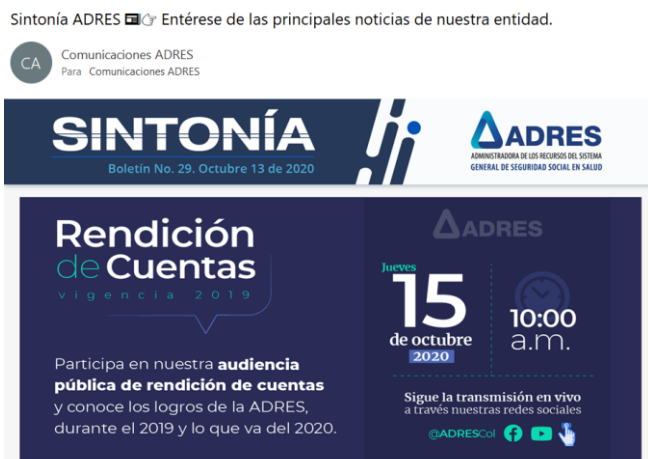 Sintonía ADRES Entérese de las principales noticias de nuestra entidad.
CA
Comunicaciones ADRES
Para Comunicaciones ADRES
SINTONÍA
Boletín No. 29. Octubre 13 de 2020
ADRES
ADMINISTRADORA DE LOS RECURSOS DEL SISTEMA
GENERAL DE SEGURIDAD SOCIAL EN SALUD
Rendición
de Cuentas
vigencia 2019
Participa en nuestra audiencia
pública de rendición de cuentas
y conoce los logros de la ADRES,
durante el 2019 y lo que va del 2020.
ADRES
Jueves
15
de octubre
2020
10:00
a.m.
Sigue la transmisión en vivo
a través nuestras redes sociales
@ADRESCol